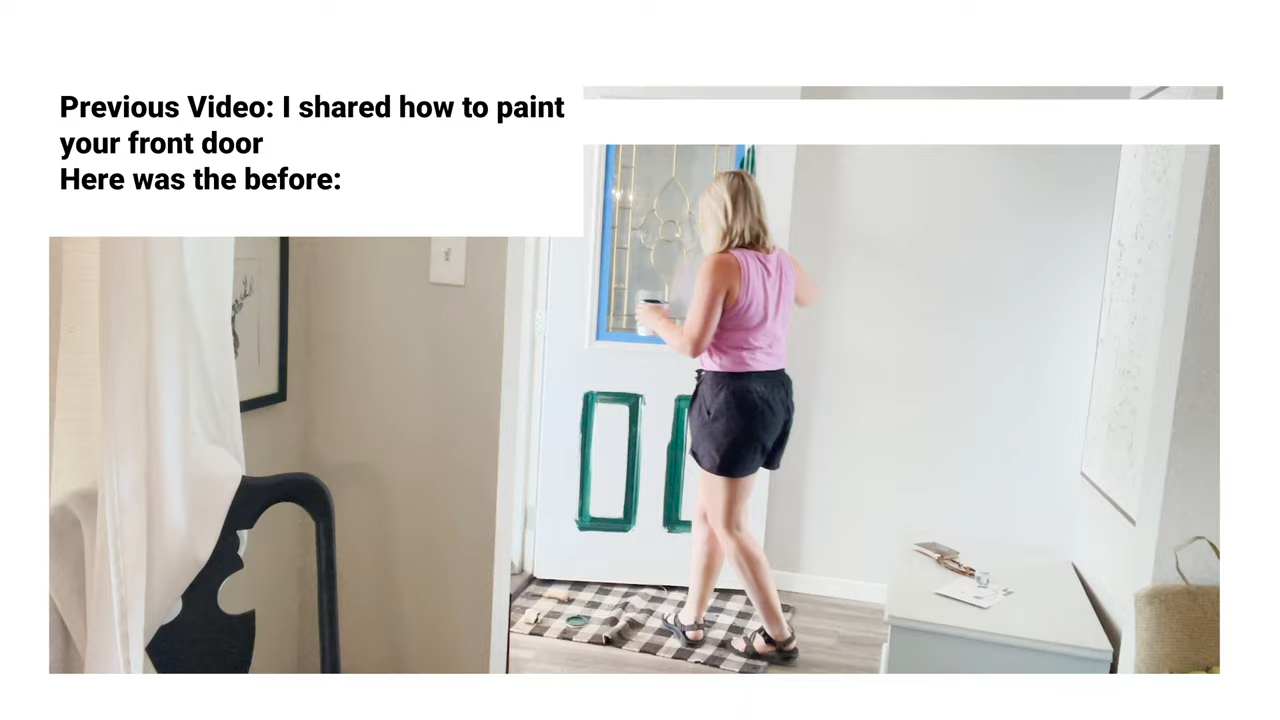 Previous Video: I shared how to paint
your front door
Here was the before: